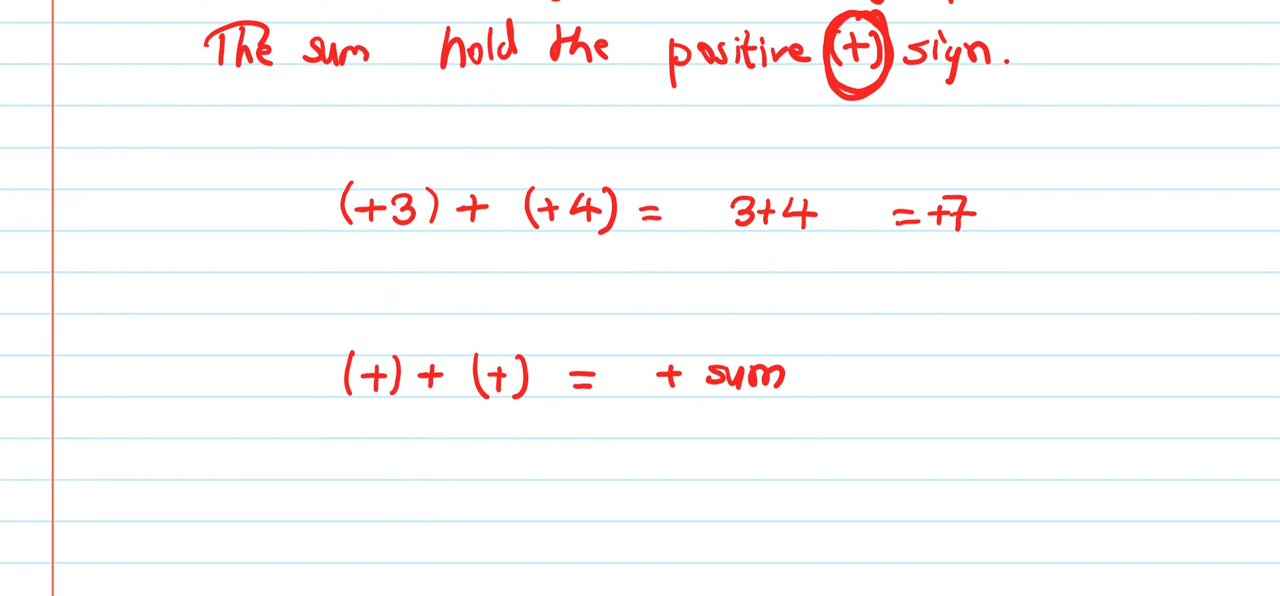 The sum hold the positive (+) sign.
(+3) + (+4) = 3+4 = +7
(+) + (+) = + sum